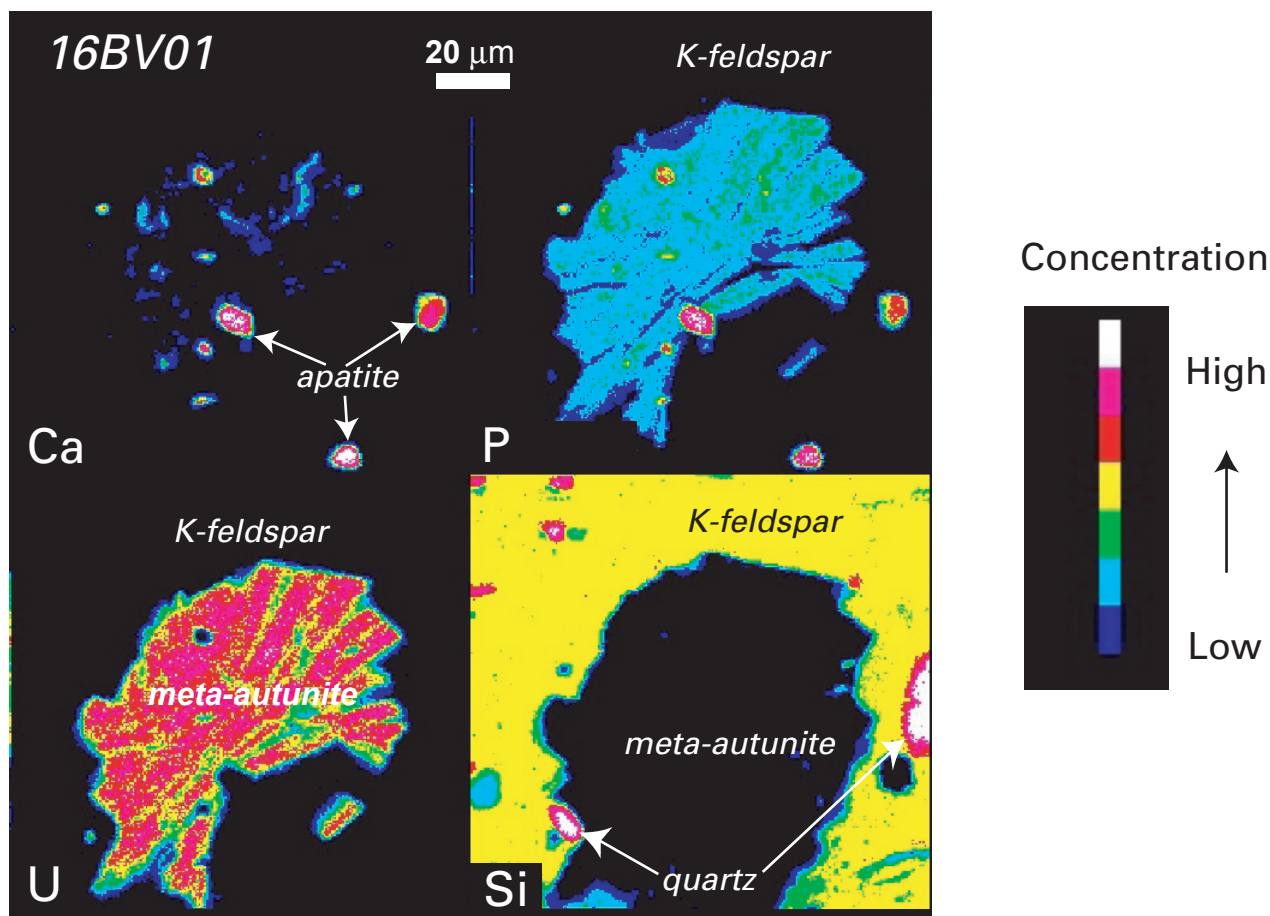 16BV01
20 μm
K-feldspar
apatite
Ca
P
K-feldspar
meta-autunite
U
K-feldspar
meta-autunite
quartz
Si
Concentration
High
Low